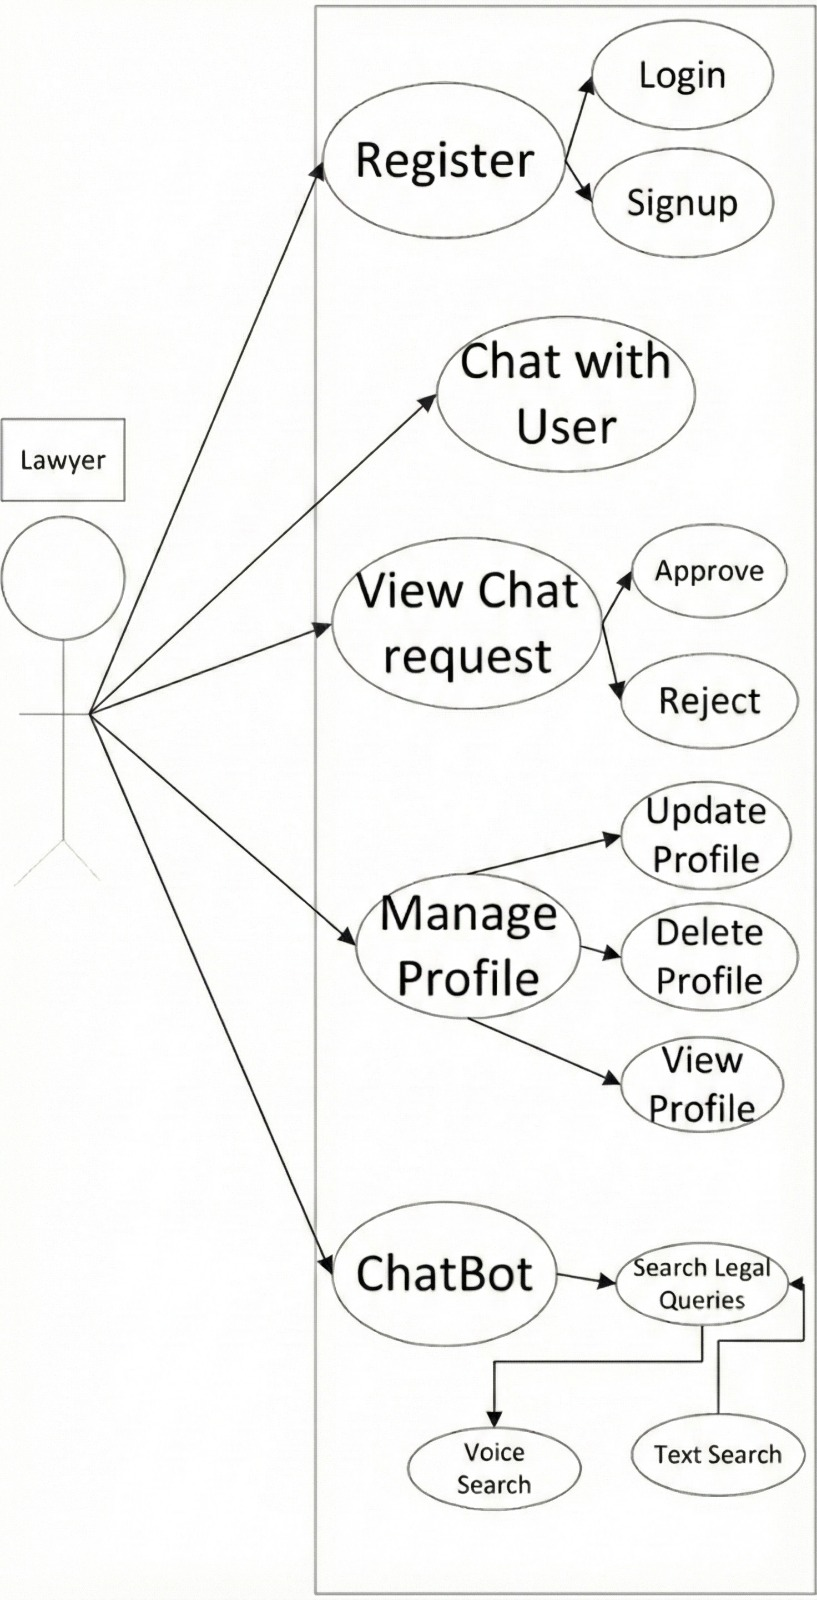 Login
Register
Signup
Chat with
User
Lawyer
View Chat
request
Approve
Reject
Update
Profile
Manage
Profile
Delete
Profile
View
Profile
ChatBot
Search Legal
Queries
Voice
Search
Text Search